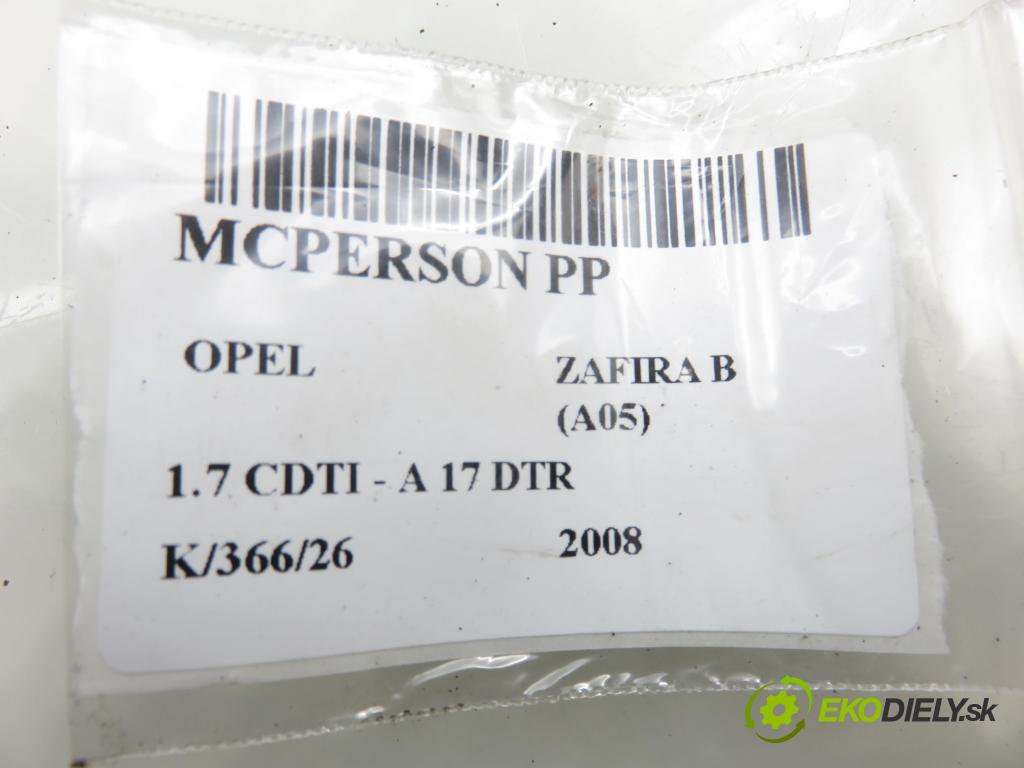 MCPERSON PP
OPEL ZAFIRA B
(A05)
1.7 CDTI - A 17 DTR
K/366/26 2008
EKODIELY.sk